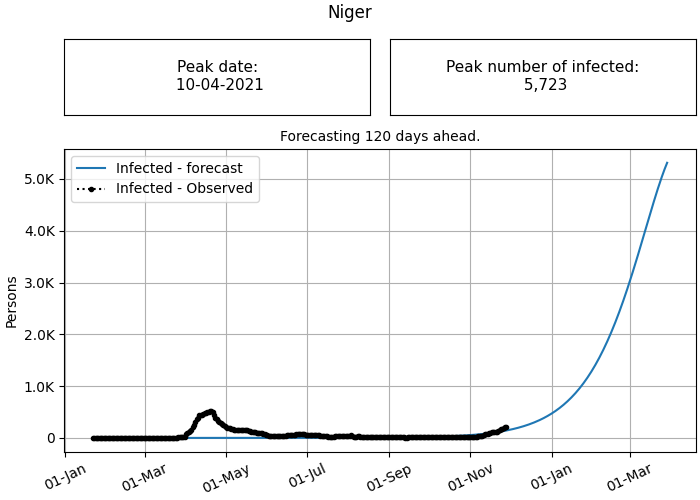 Niger
Peak date:
10-04-2021
Peak number of infected:
5,723
Forecasting 120 days ahead.
Infected - forecast
Infected - Observed
5.0K
4.0K
3.0K
2.0K
1.0K
0
Persons
01-Jan
01-Mar
01-May
01-Jul
01-Sep
01-Nov
01-Jan
01-Mar